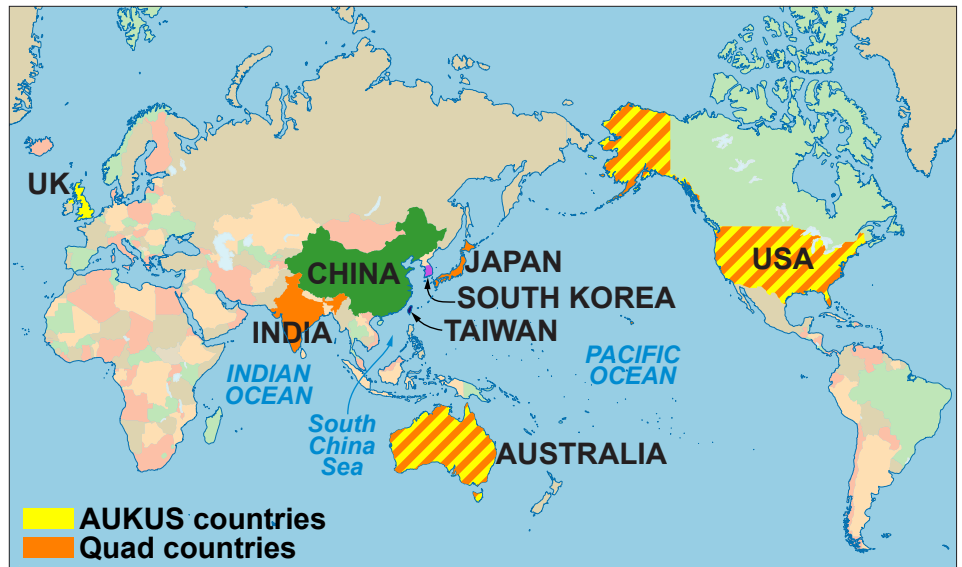 UK
CHINA
JAPAN
USA
SOUTH KOREA
INDIA
TAIWAN
PACIFIC
OCEAN
INDIAN
OCEAN
South
China
Sea
AUSTRALIA
AUKUS countries
Quad countries